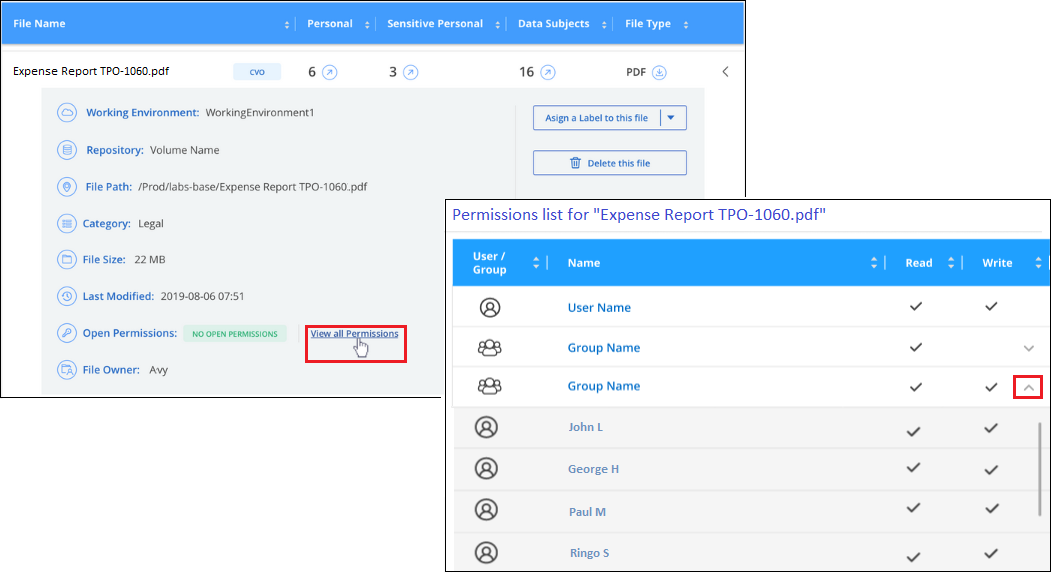 File Name Personal Sensitive Personal Data Subjects File Type
Expense Report TPO-1060.pdf CVO 6 3 16 PDF
Working Environment: WorkingEnvironment1
Asign a Label to this file
Repository: Volume Name
Delete this file
File Path: /Prod/labs-base/Expense Report TPO-1060.pdf
Category: Legal
File Size: 22 MB
Last Modified: 2019-08-06 07:51
Open Permissions: NO OPEN PERMISSIONS View all Permissions
File Owner: Avy
Permissions list for "Expense Report TPO-1060.pdf"
User /
Group Name Read Write
User Name
Group Name
Group Name
John L
George H
Paul M
Ringo S